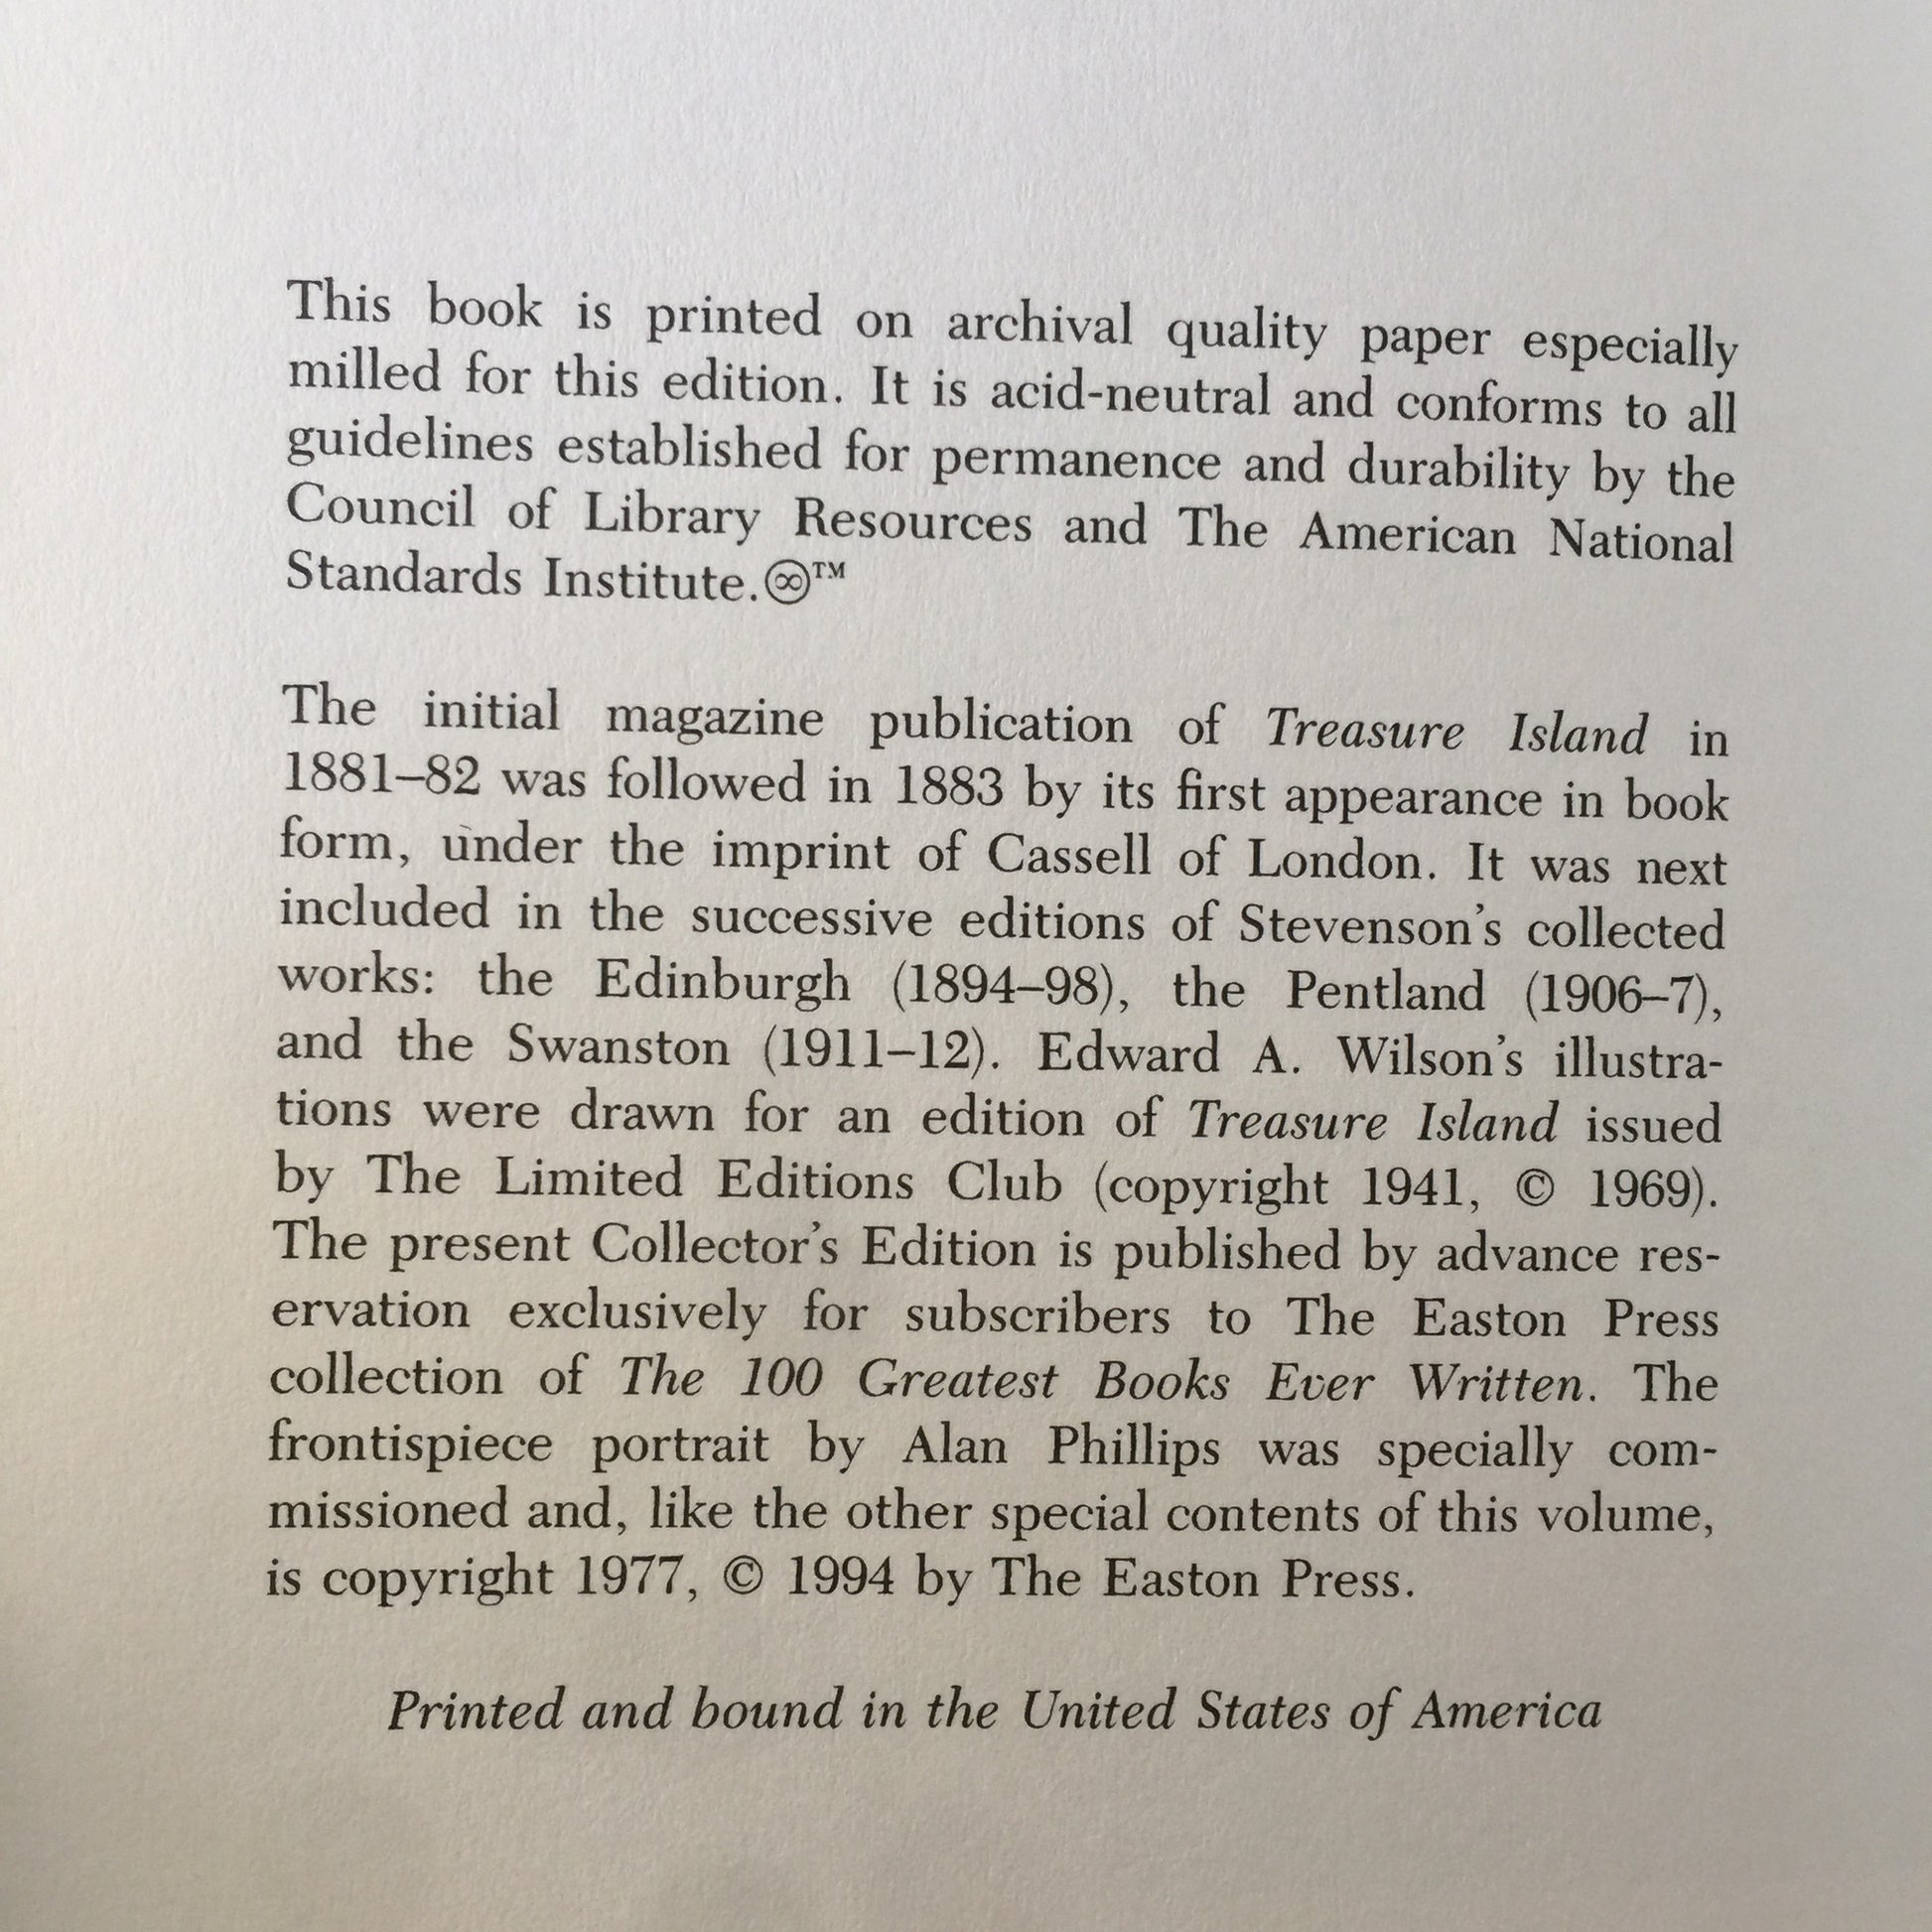 This book is printed on archival quality paper especially
milled for this edition. It is acid-neutral and conforms to all
guidelines established for permanence and durability by the
Council of Library Resources and The American National
Standards Institute.♾™
The initial magazine publication of Treasure Island in
1881–82 was followed in 1883 by its first appearance in book
form, under the imprint of Cassell of London. It was next
included in the successive editions of Stevenson's collected
works: the Edinburgh (1894–98), the Pentland (1906–7),
and the Swanston (1911–12). Edward A. Wilson's illustra-
tions were drawn for an edition of Treasure Island issued
by The Limited Editions Club (copyright 1941, © 1969).
The present Collector's Edition is published by advance res-
ervation exclusively for subscribers to The Easton Press
collection of The 100 Greatest Books Ever Written. The
frontispiece portrait by Alan Phillips was specially com-
missioned and, like the other special contents of this volume,
is copyright 1977, © 1994 by The Easton Press.
Printed and bound in the United States of America